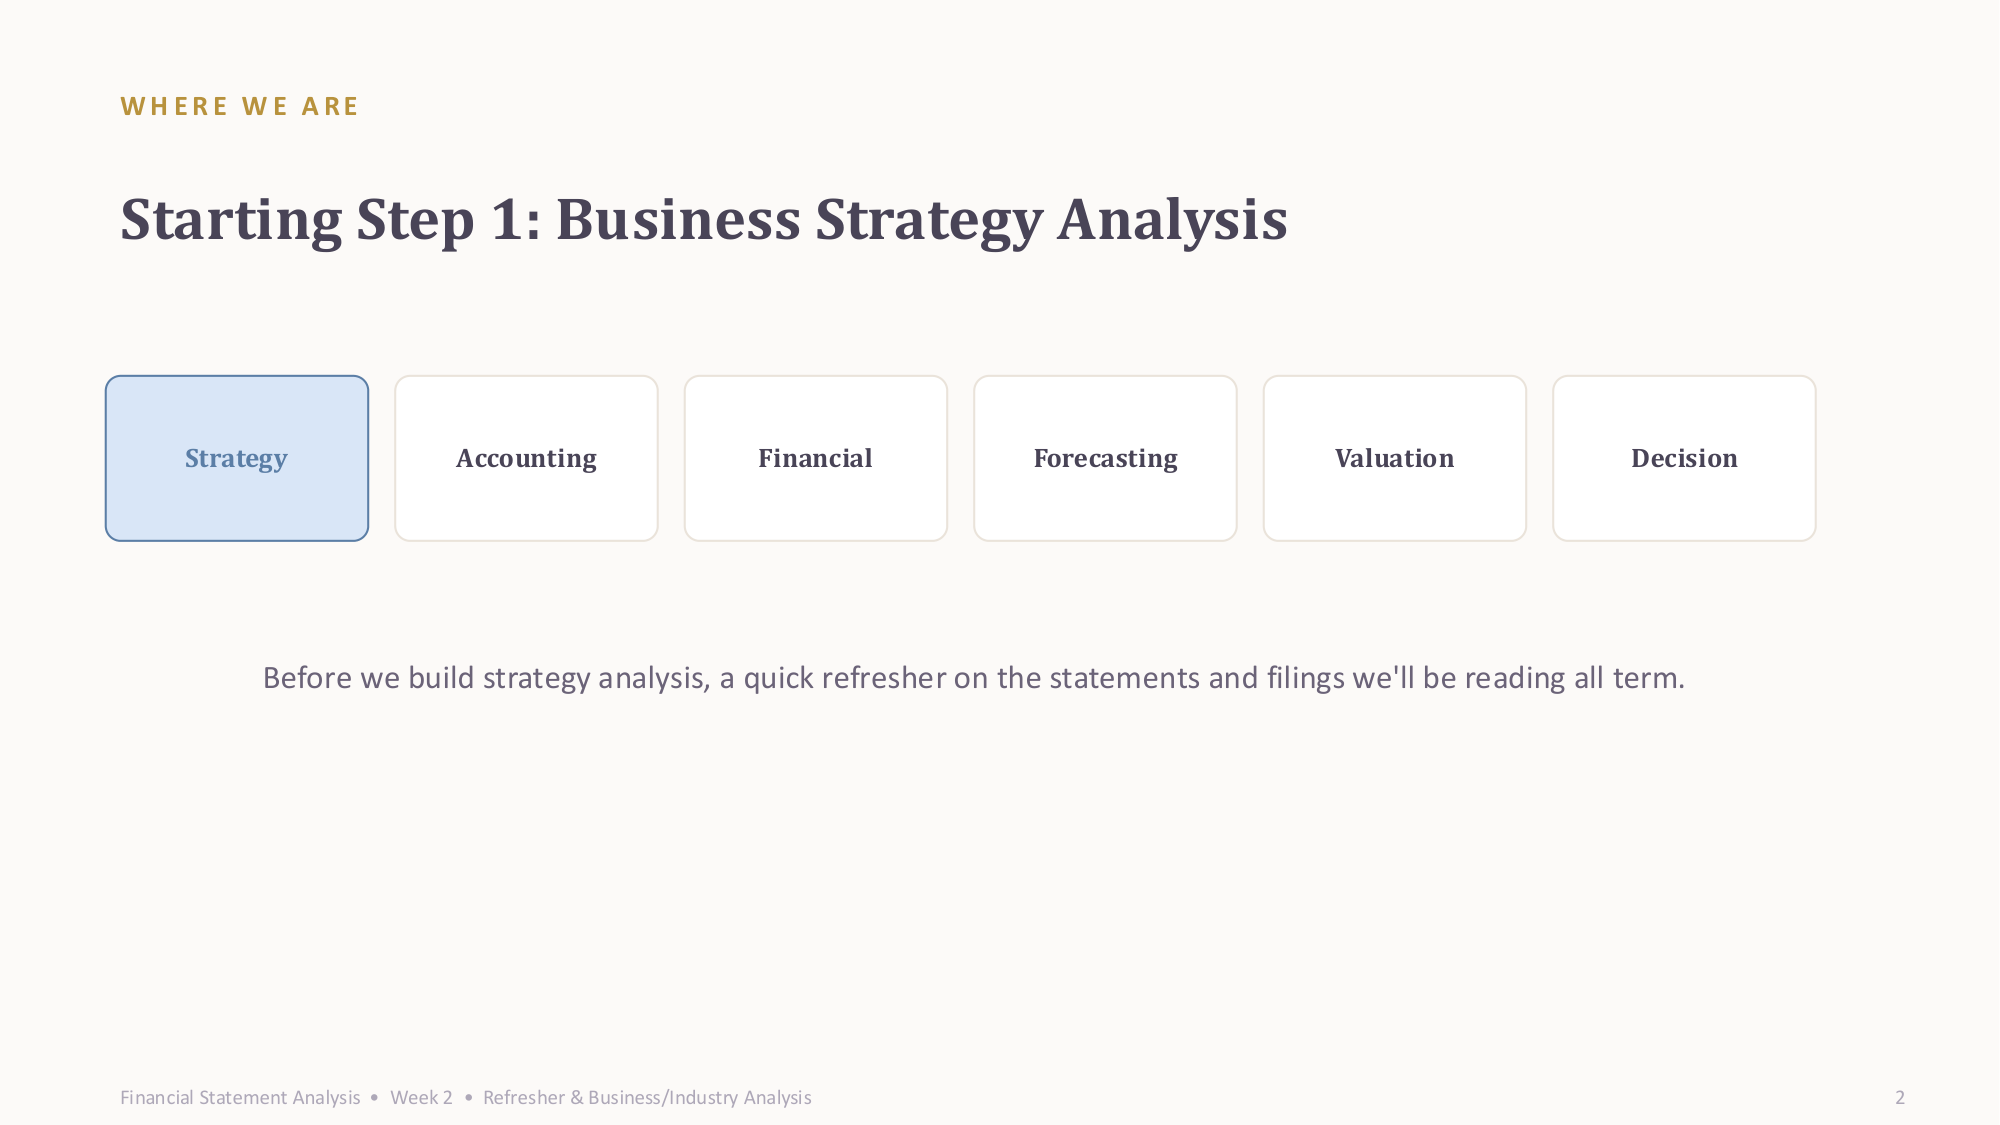 WHERE WE ARE
Starting Step 1: Business Strategy Analysis
Strategy
Accounting
Financial
Forecasting
Valuation
Decision
Before we build strategy analysis, a quick refresher on the statements and filings we'll be reading all term.
Financial Statement Analysis • Week 2 • Refresher & Business/Industry Analysis
2